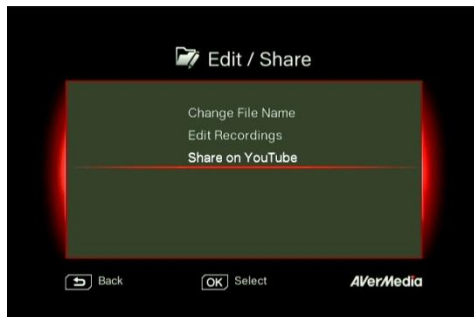 Edit / Share
Change File Name
Edit Recordings
Share on YouTube
Back
OK Select
AVerMedia